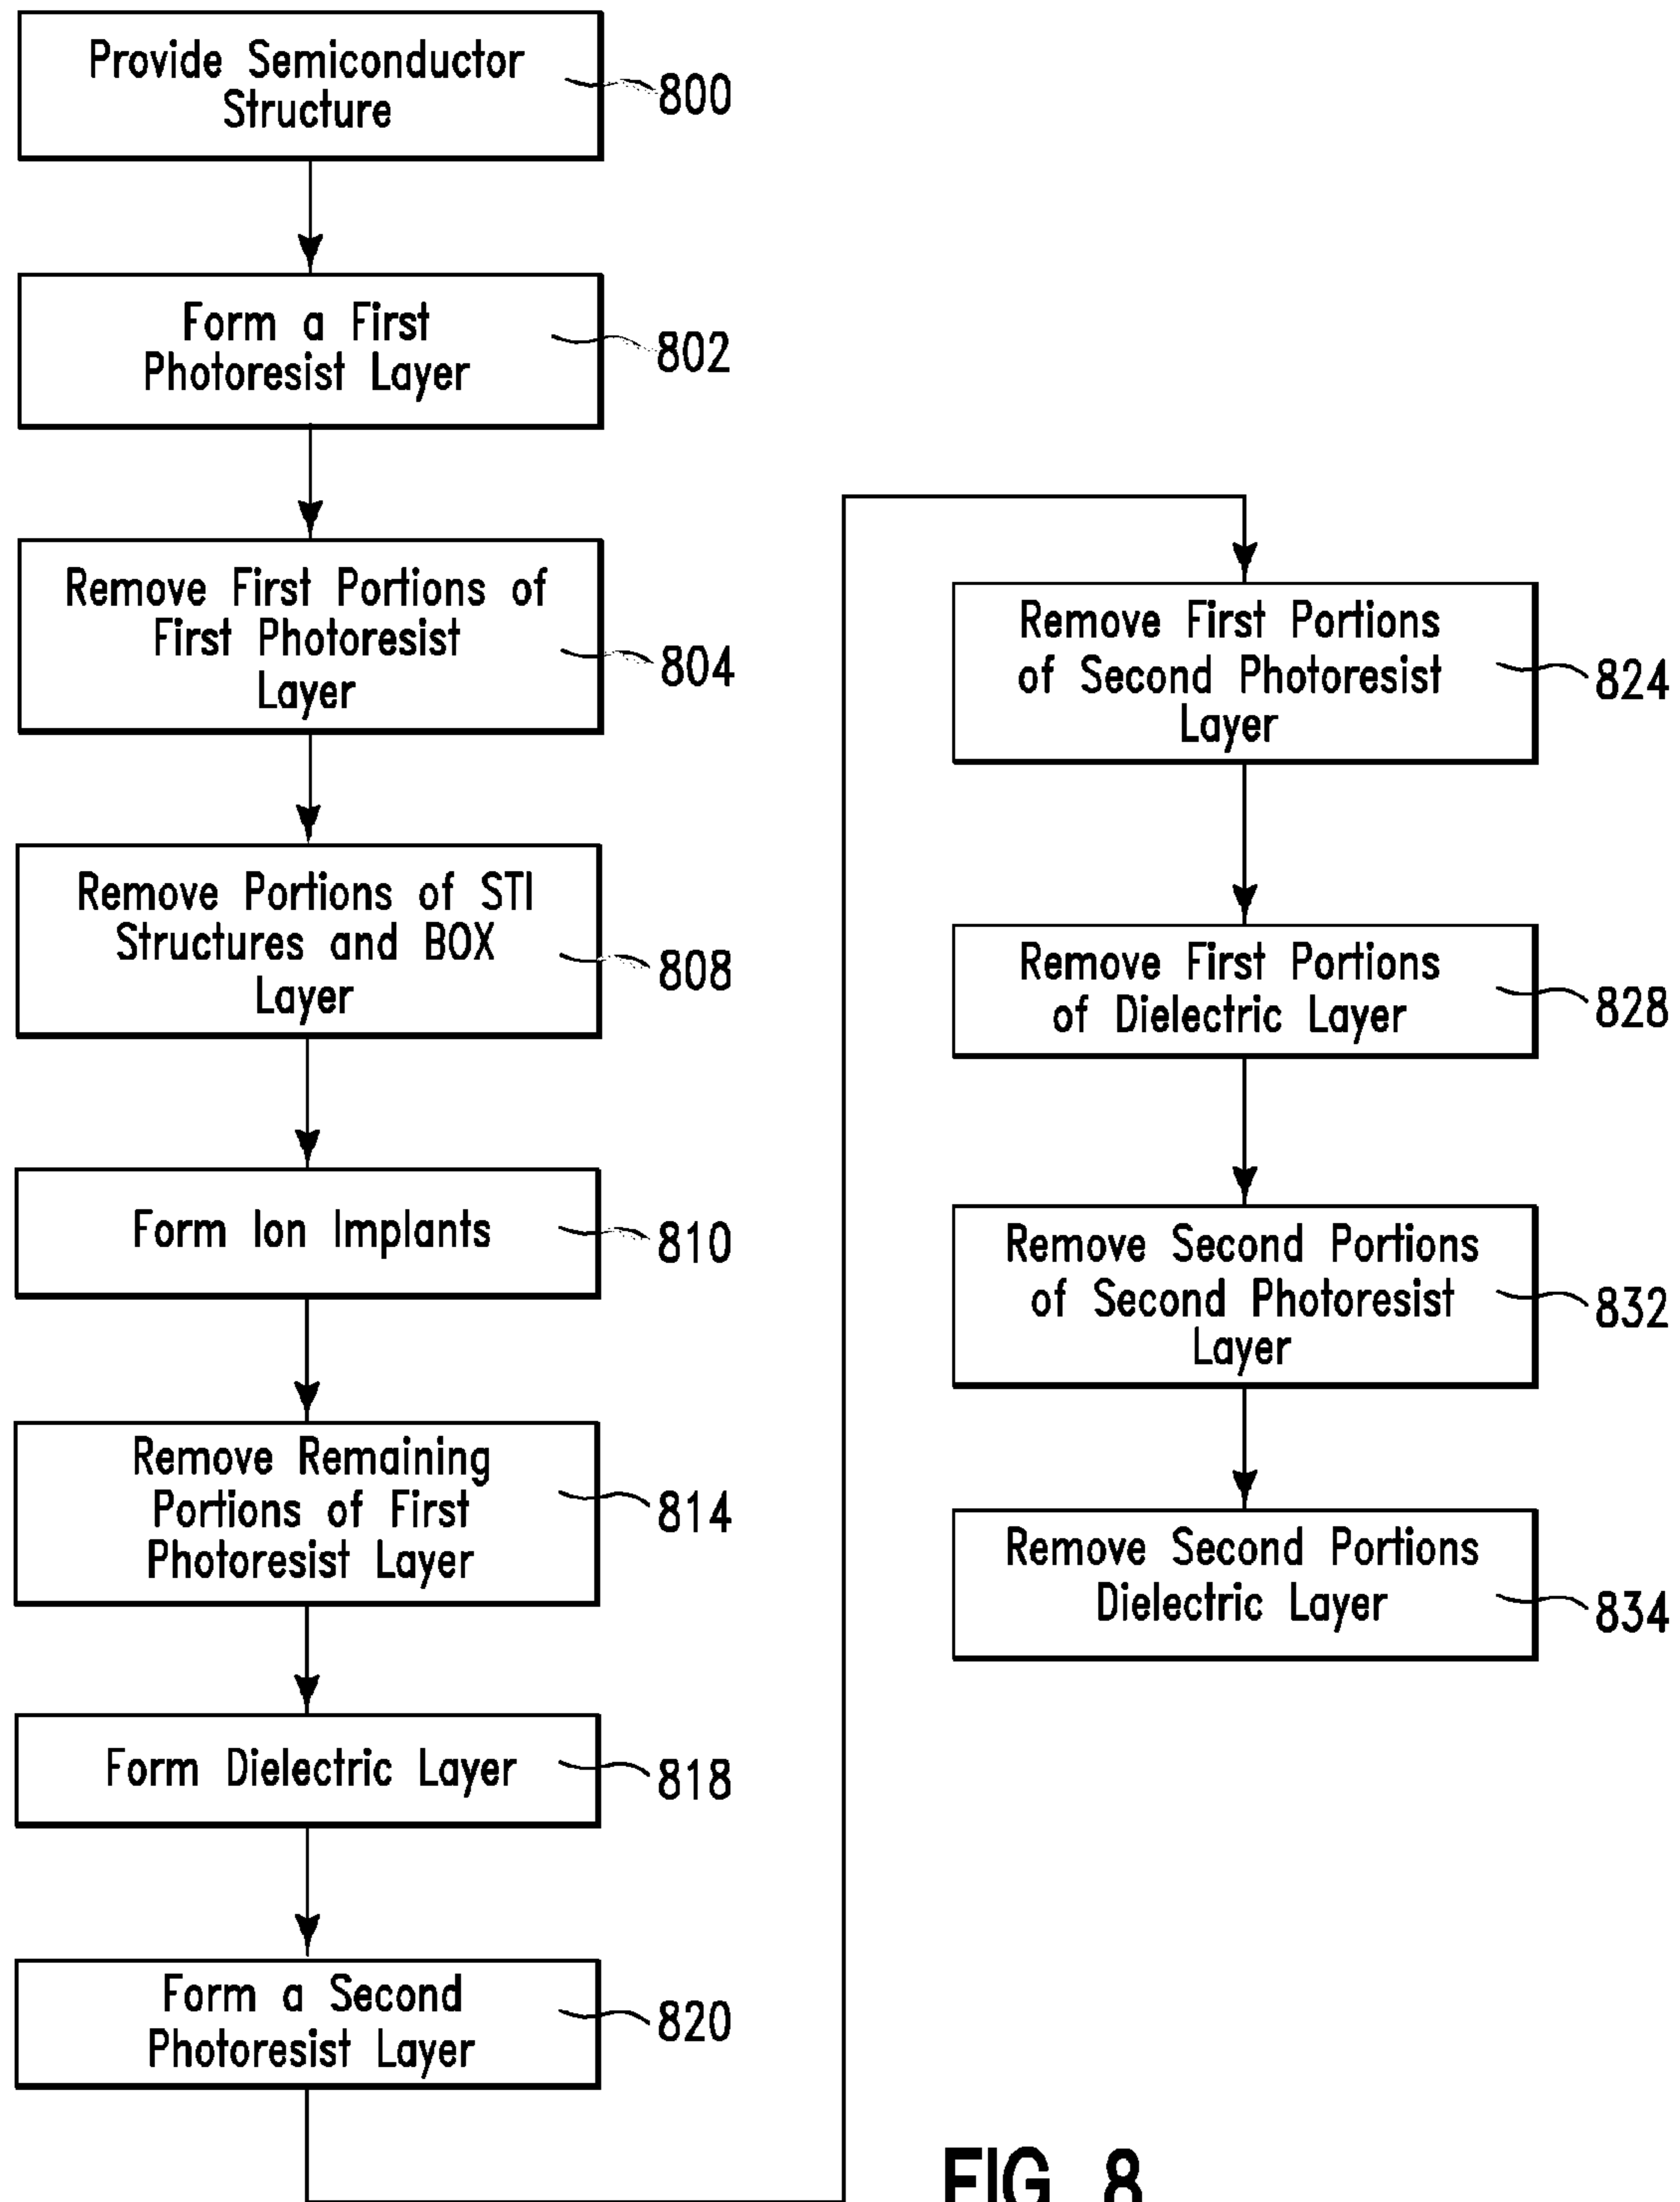 Provide Semiconductor
Structure
800
Form a First
Photoresist Layer
802
Remove First Portions of
First Photoresist
Layer
804
Remove Portions of STI
Structures and BOX
Layer
808
Form Ion Implants
810
Remove Remaining
Portions of First
Photoresist Layer
814
Form Dielectric Layer
818
Form a Second
Photoresist Layer
820
Remove First Portions
of Second Photoresist
Layer
824
Remove First Portions
of Dielectric Layer
828
Remove Second Portions
of Second Photoresist
Layer
832
Remove Second Portions
Dielectric Layer
834
FIG. 8